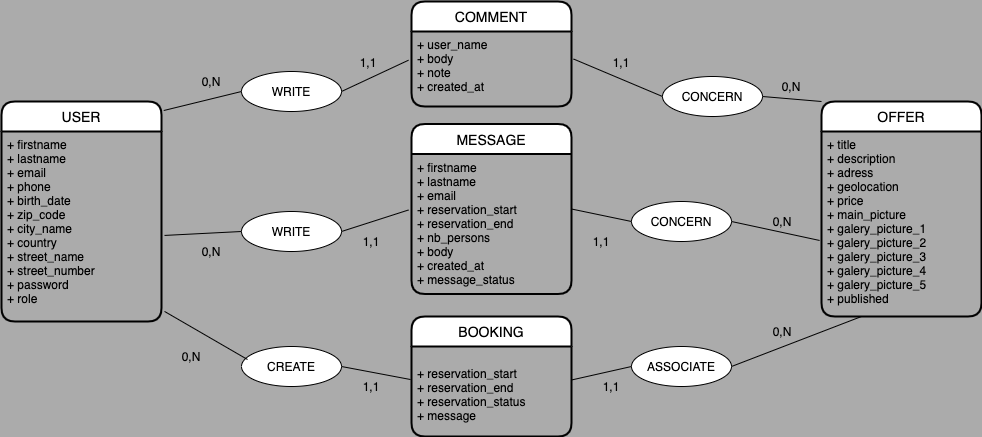 COMMENT
+ user_name
+ body
+ note
+ created_at
0,N
WRITE
1,1
1,1
CONCERN
0,N
USER
+ firstname
+ lastname
+ email
+ phone
+ birth_date
+ zip_code
+ city_name
+ country
+ street_name
+ street_number
+ password
+ role
MESSAGE
+ firstname
+ lastname
+ email
+ reservation_start
+ reservation_end
+ nb_persons
+ body
+ created_at
+ message_status
OFFER
+ title
+ description
+ adress
+ geolocation
+ price
+ main_picture
+ galery_picture_1
+ galery_picture_2
+ galery_picture_3
+ galery_picture_4
+ galery_picture_5
+ published
0,N
WRITE
1,1
1,1
CONCERN
0,N
BOOKING
+ reservation_start
+ reservation_end
+ reservation_status
+ message
0,N
CREATE
1,1
1,1
ASSOCIATE
0,N